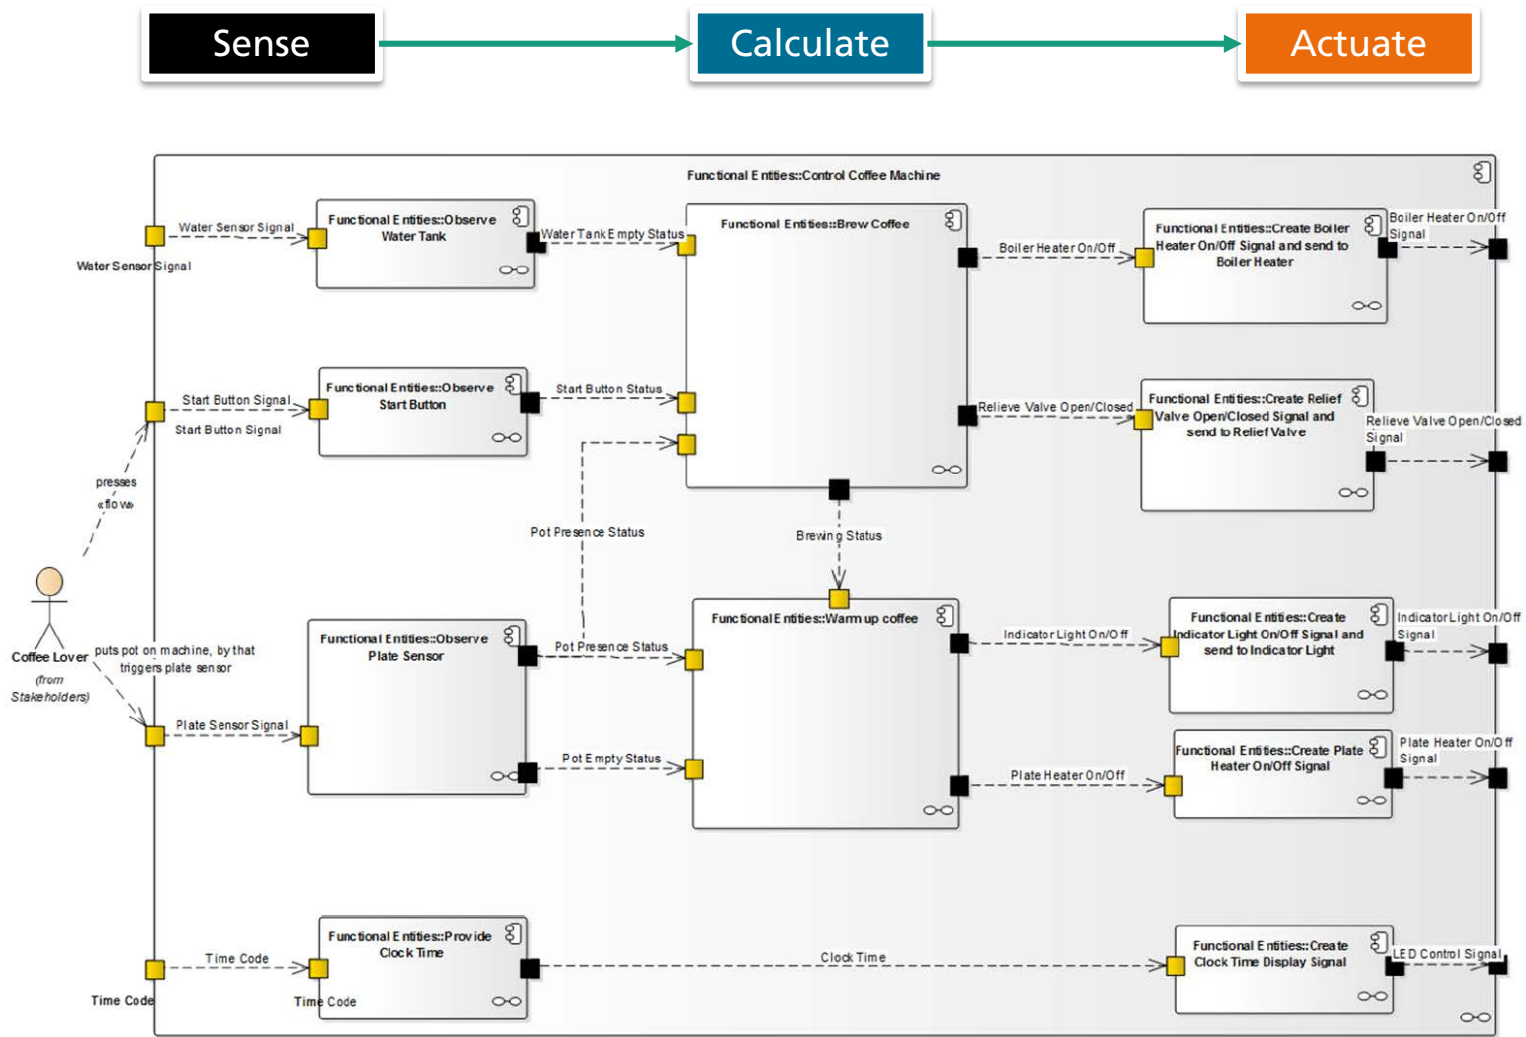 Sense
Calculate
Actuate
Functional Entities::Control Coffee Machine
Water Sensor Signal
Water Sensor Signal
Functional Entities::Observe
Water Tank
Water Tank Empty Status
Functional Entities::Brew Coffee
Boiler Heater On/Off
Functional Entities::Create Boiler
Heater On/Off Signal and send to
Boiler Heater
Boiler Heater On/Off
Signal
Start Button Signal
Start Button Signal
Functional Entities::Observe
Start Button
Start Button Status
Relieve Valve Open/Closed
Functional Entities::Create Relief
Valve Open/Closed Signal and
send to Relief Valve
Relieve Valve Open/Closed
Signal
presses
«flow»
Pot Presence Status
Brewing Status
Coffee Lover
(from
Stakeholders)
puts pot on machine, by that
triggers plate sensor
Functional Entities::Observe
Plate Sensor
Pot Presence Status
Functional Entities::Warm up coffee
Indicator Light On/Off
Functional Entities::Create
Indicator Light On/Off Signal and
send to Indicator Light
Indicator Light On/Off
Signal
Plate Sensor Signal
Pot Empty Status
Plate Heater On/Off
Functional Entities::Create Plate
Heater On/Off Signal
Plate Heater On/Off
Signal
Time Code
Time Code
Functional Entities::Provide
Clock Time
Time Code
Clock Time
Functional Entities::Create
Clock Time Display Signal
LED Control Signal